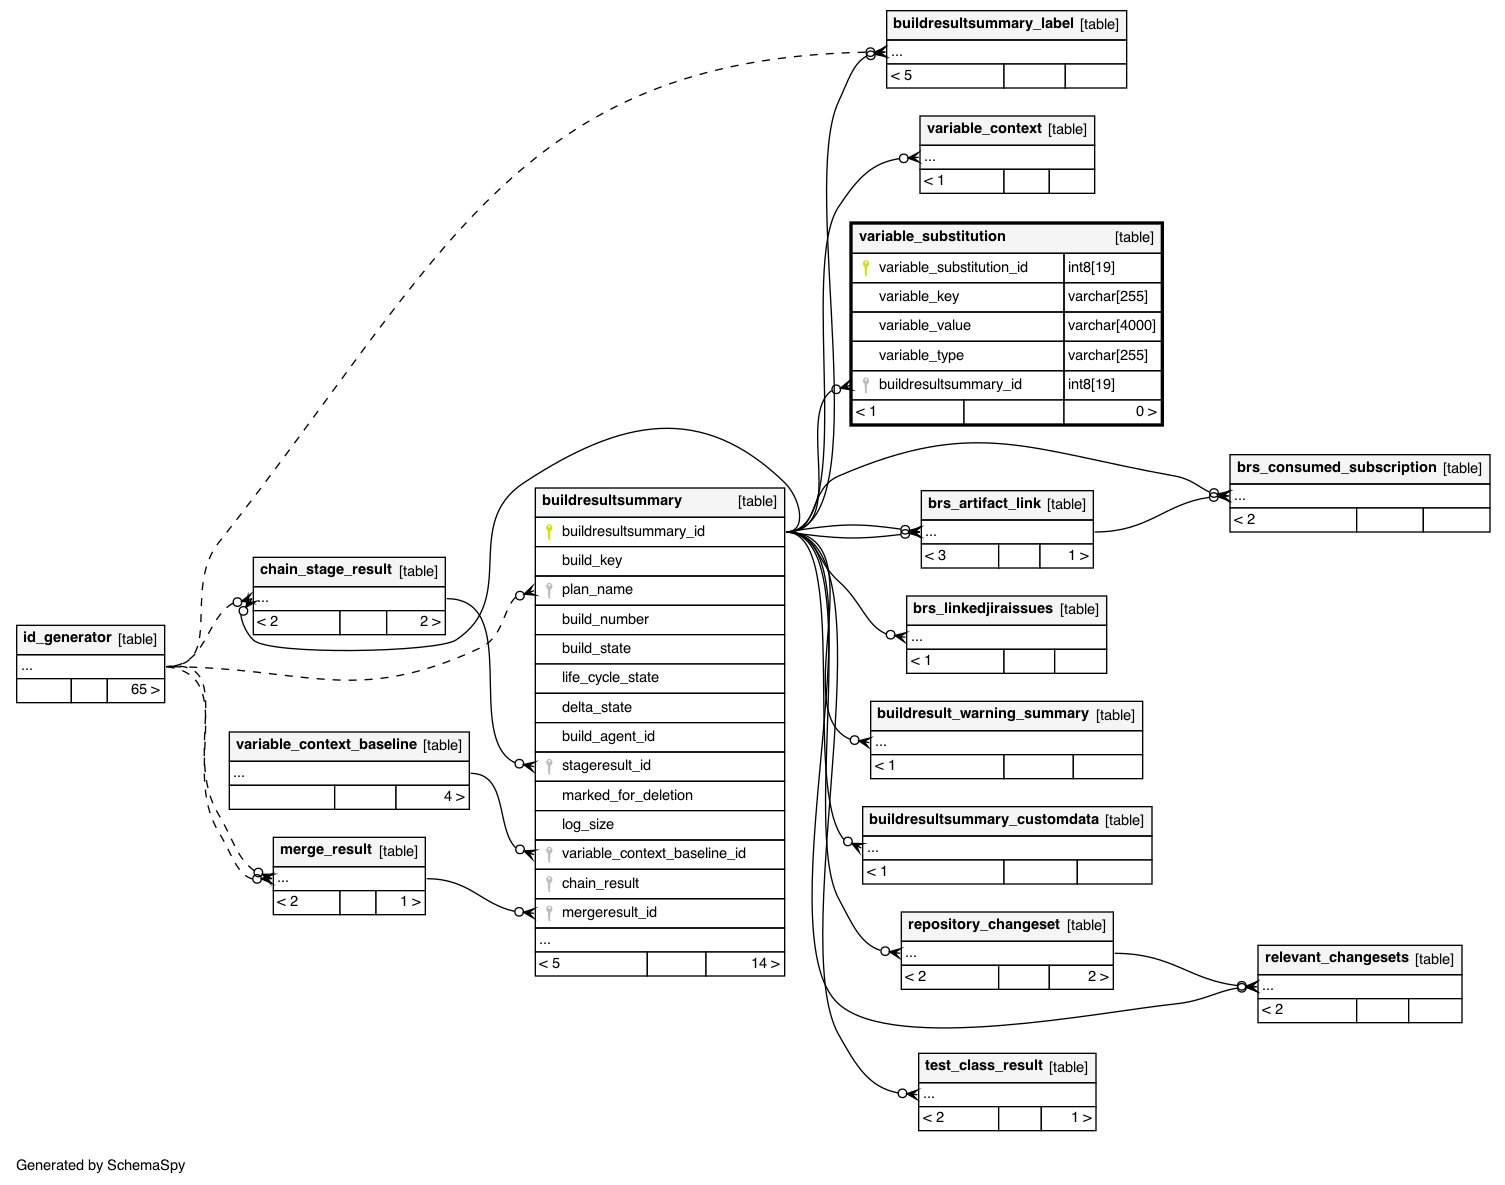 buildresultsummary_label [table]
...
< 5
variable_context [table]
...
< 1
variable_substitution [table]
variable_substitution_id int8[19]
variable_key varchar[255]
variable_value varchar[4000]
variable_type varchar[255]
buildresultsummary_id int8[19]
< 1 0 >
brs_consumed_subscription [table]
...
< 2
brs_artifact_link [table]
...
< 3 1 >
buildresultsummary [table]
buildresultsummary_id
build_key
plan_name
build_number
build_state
life_cycle_state
delta_state
build_agent_id
stageresult_id
marked_for_deletion
log_size
variable_context_baseline_id
chain_result
mergeresult_id
...
< 5 14 >
chain_stage_result [table]
...
< 2 2 >
id_generator [table]
...
65 >
variable_context_baseline [table]
...
4 >
merge_result [table]
...
< 2 1 >
brs_linkedjiraissues [table]
...
< 1
buildresult_warning_summary [table]
...
< 1
buildresultsummary_customdata [table]
...
< 1
repository_changeset [table]
...
< 2 2 >
relevant_changesets [table]
...
< 2
test_class_result [table]
...
< 2 1 >
Generated by SchemaSpy